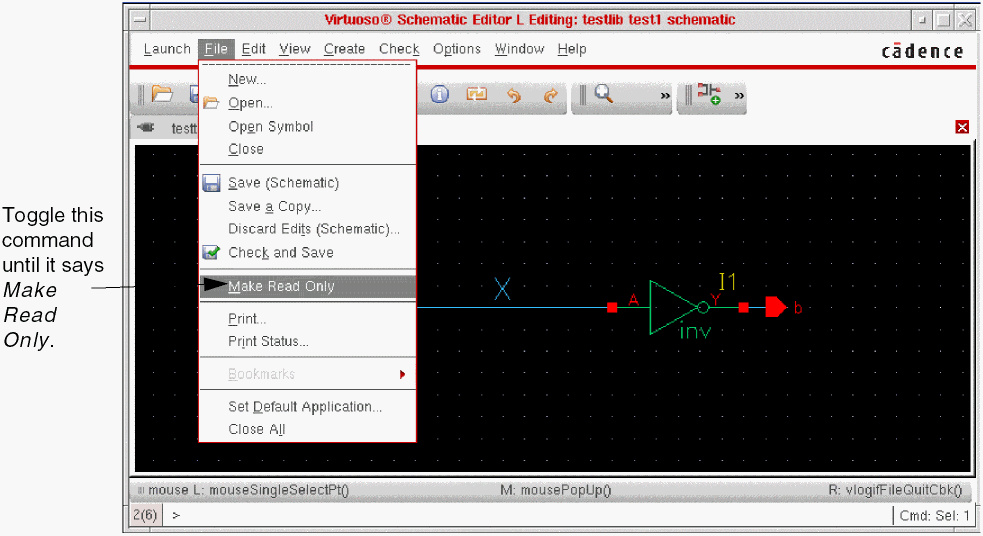 Virtuoso® Schematic Editor L Editing: testlib test1 schematic
Launch File Edit View Create Check Options Window Help
cādence
» »
New...
Open...
testt
Open Symbol
Close
Save (Schematic)
Save a Copy...
Discard Edits (Schematic)...
Check and Save
Toggle this
command
until it says
Make
Read
Only.
Make Read Only
Print...
Print Status...
Bookmarks
Set Default Application...
Close All
X
I1
A
Y
b
inv
mouse L: mouseSingleSelectPt() M: mousePopUp() R: vlogifFileQuitCbk()
2(6) > Cmd: Sel: 1